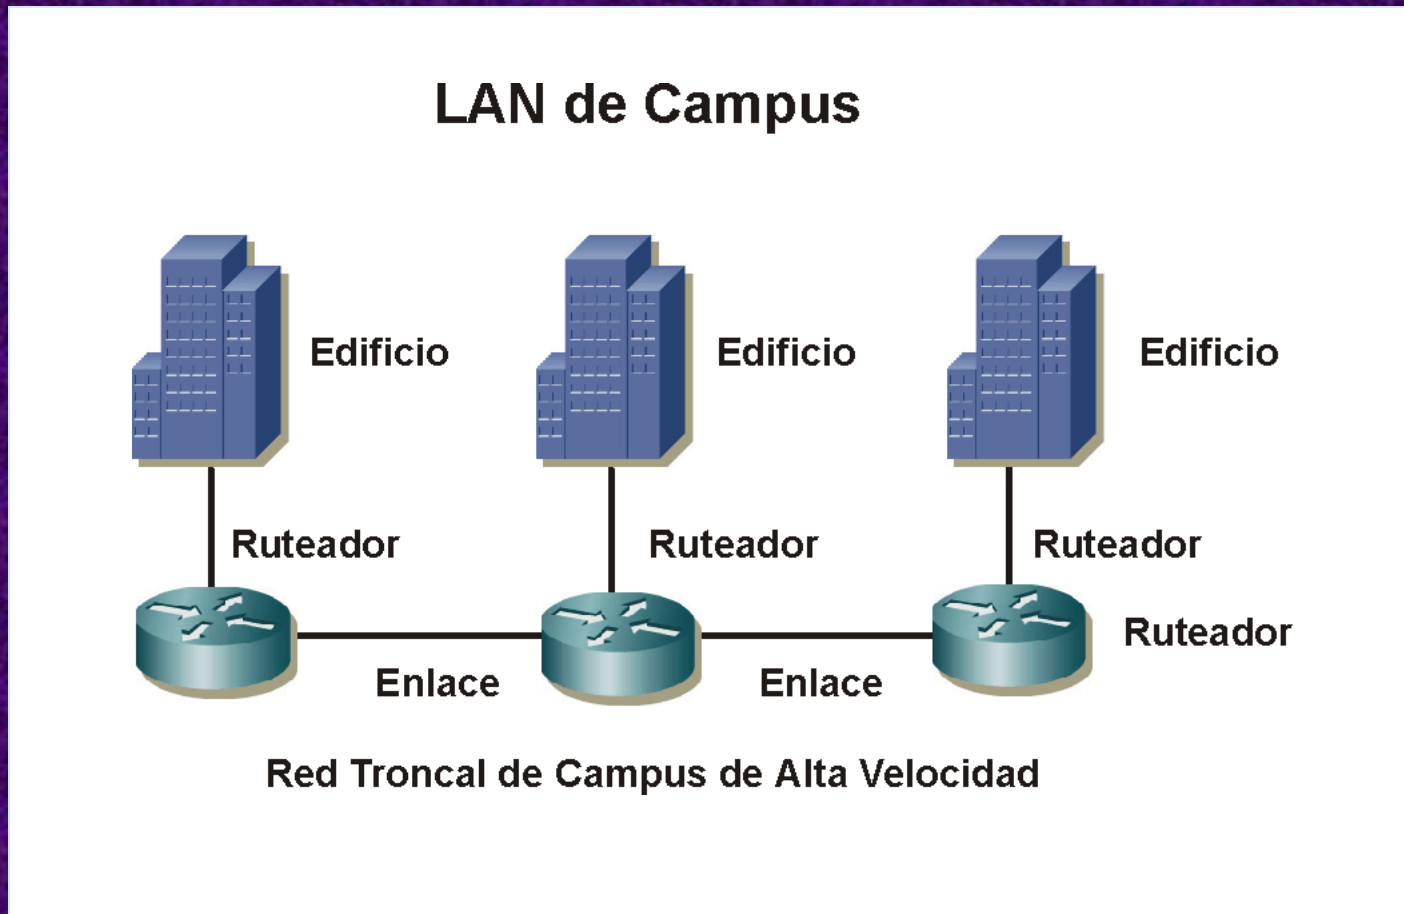 LAN de Campus
Edificio
Edificio
Edificio
Ruteador
Ruteador
Ruteador
Ruteador
Enlace
Enlace
Red Troncal de Campus de Alta Velocidad